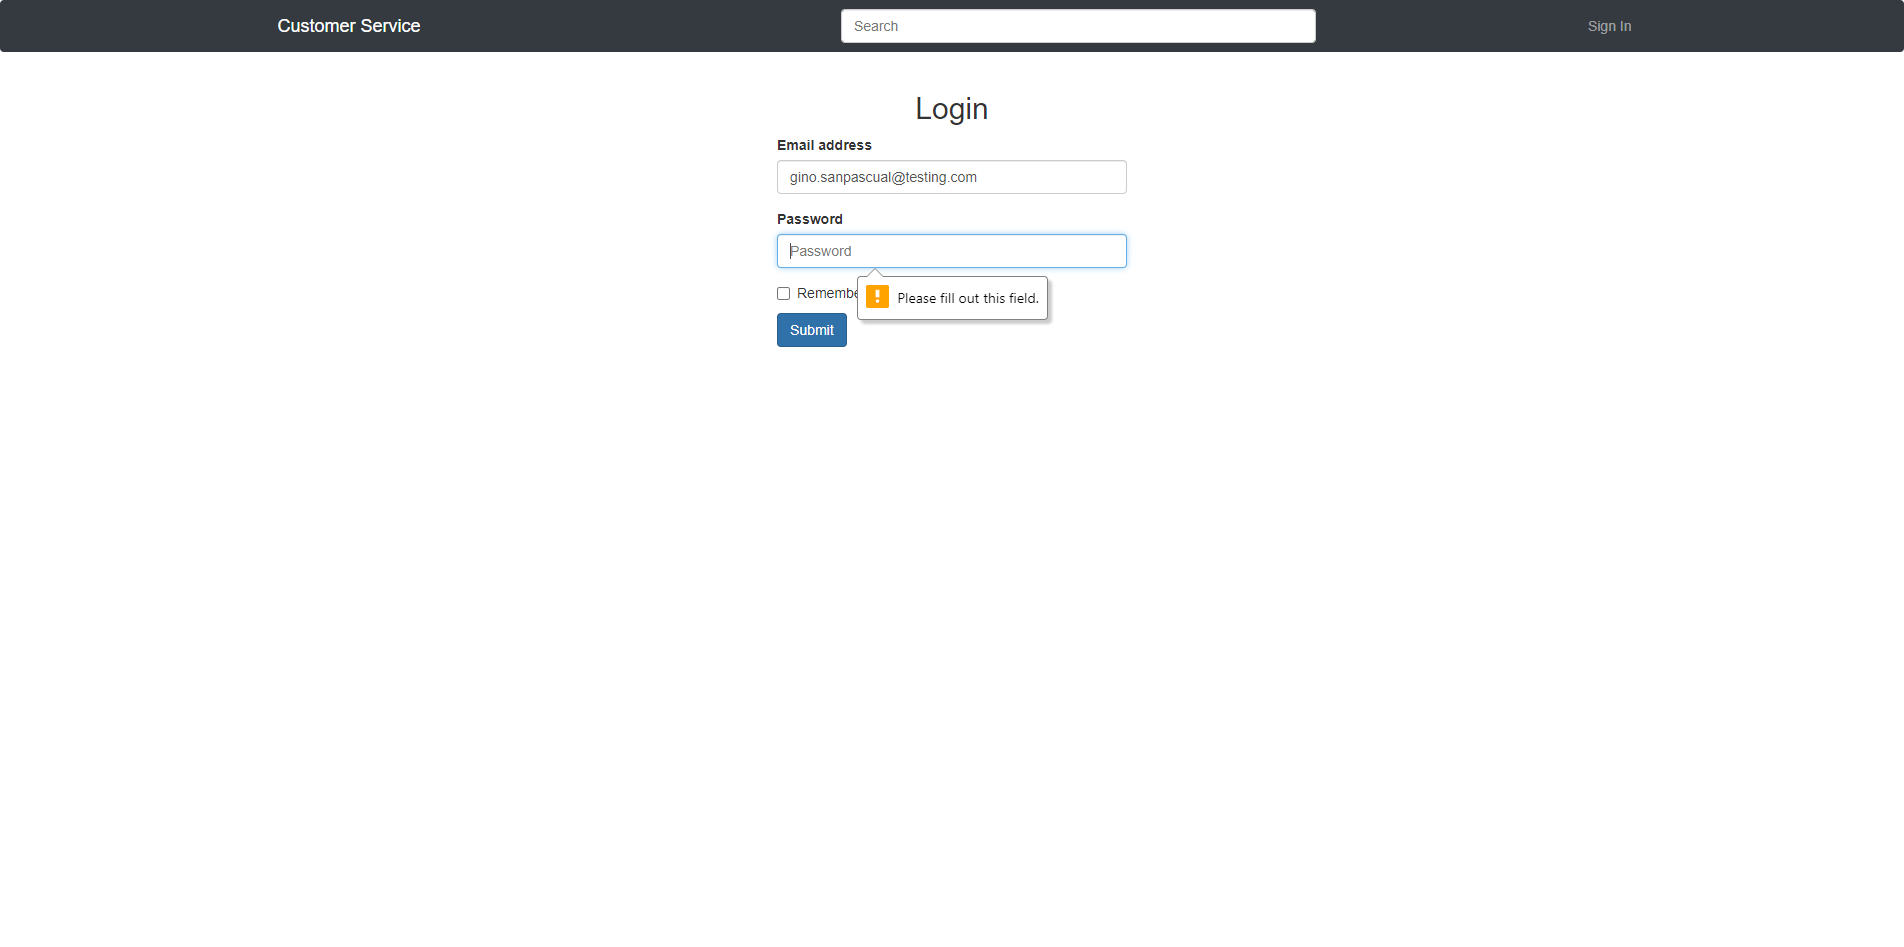 Customer Service
Search
Sign In
Login
Email address
gino.sanpascual@testing.com
Password
Password
Remembe
Please fill out this field.
Submit